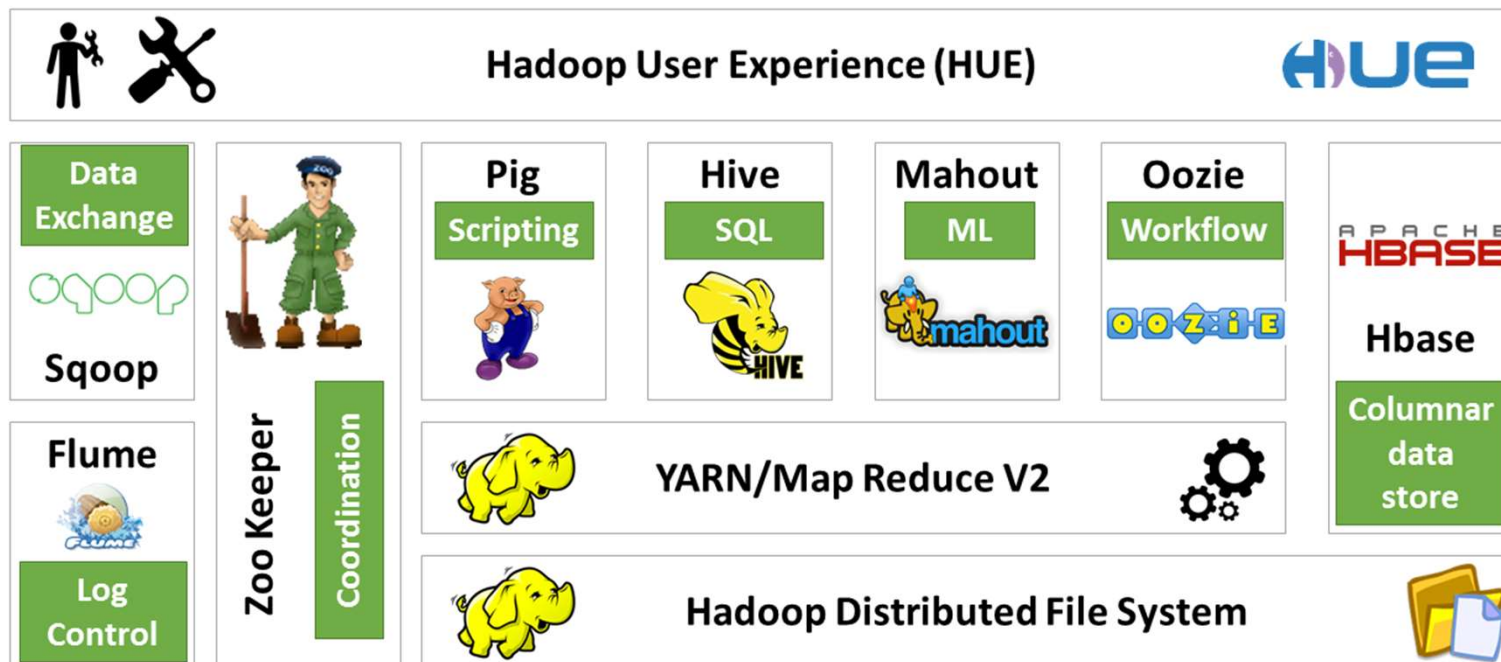 Hadoop User Experience (HUE)
HUE
Data
Exchange
sqoop
Sqoop
ZOO
Zoo Keeper
Coordination
Pig
Scripting
Hive
SQL
HIVE
Mahout
ML
mahout
Oozie
Workflow
OOZiE
APACHE
HBASE
Hbase
Columnar
data
store
Flume
FLUME
Log
Control
YARN/Map Reduce V2
Hadoop Distributed File System